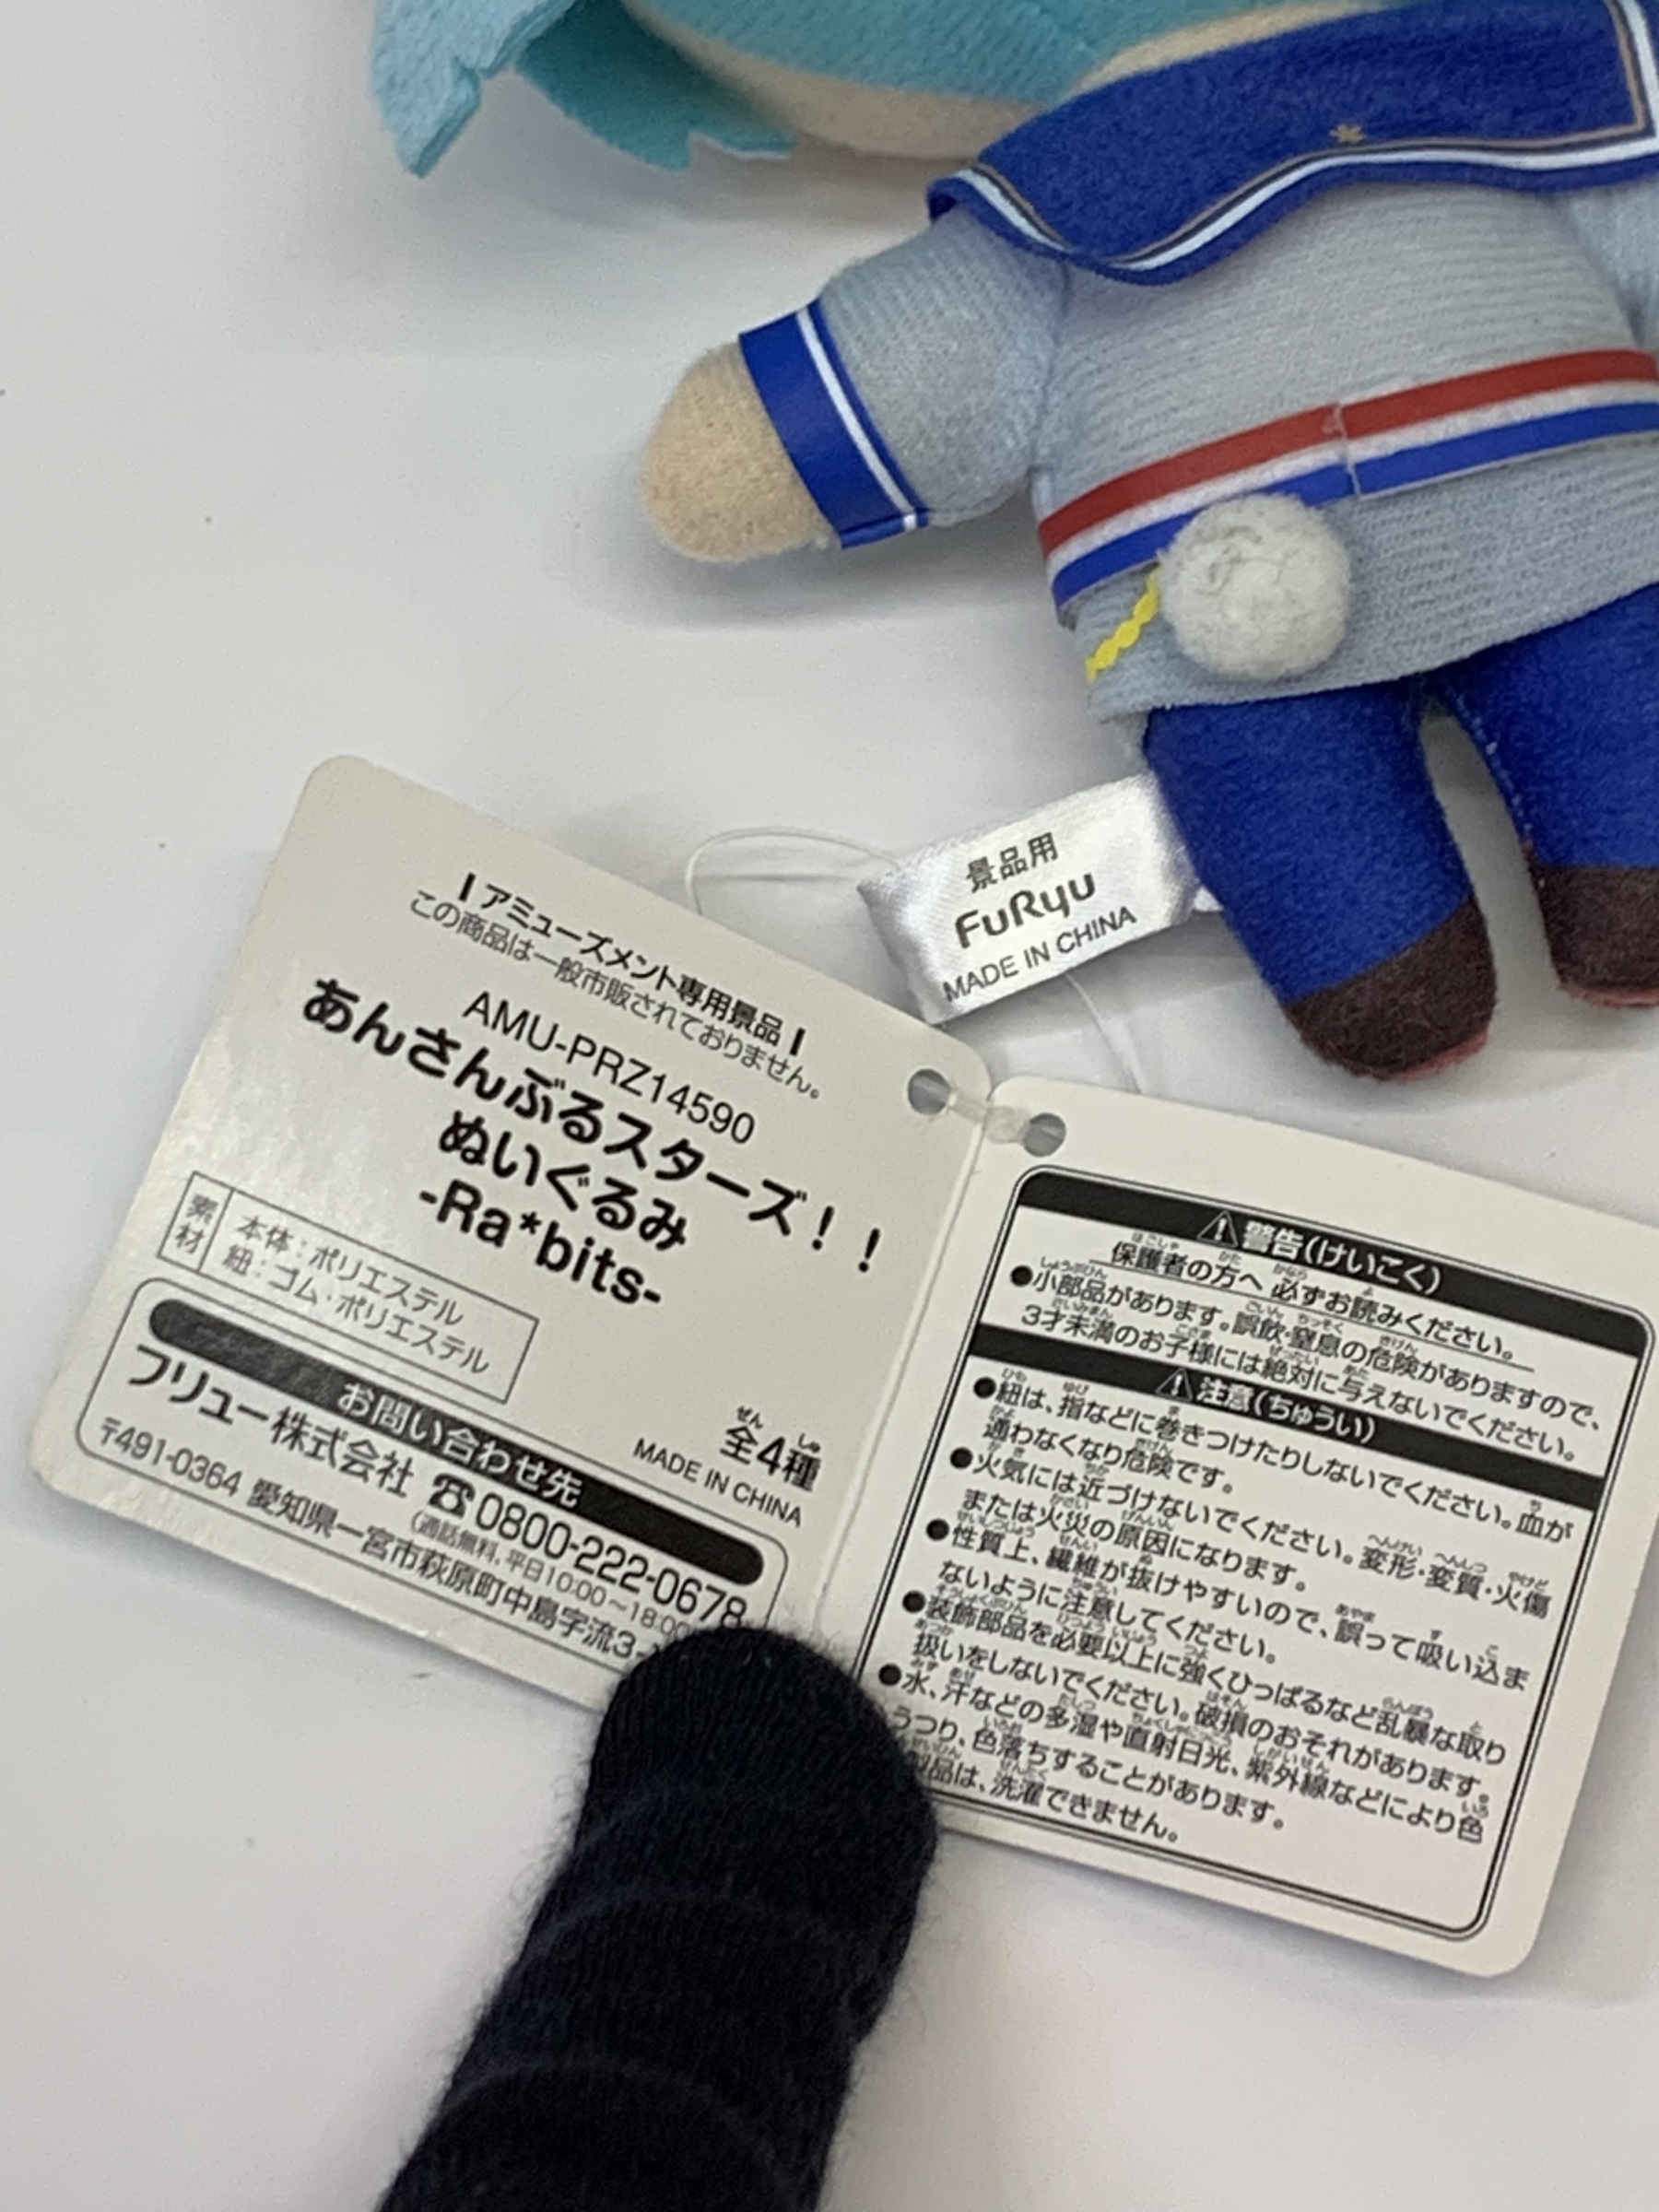 景品用
FuRyu
MADE IN CHINA
┃アミューズメント専用景品┃
この商品は一般市販されておりません。
AMU-PRZ14590
あんさんぶるスターズ！！
ぬいぐるみ
-Ra*bits-
素材
本体：ポリエステル
紐：ゴム・ポリエステル
全4種
MADE IN CHINA
お問い合わせ先
フリュー株式会社 ☎0800-222-0678
(通話無料、平日10:00～18:00
〒491-0364 愛知県一宮市萩原町中島字流3-
⚠警告(けいこく)
保護者の方へ 必ずお読みください。
●小部品があります。誤飲・窒息の危険がありますので、
3才未満のお子様には絶対に与えないでください。
⚠注意(ちゅうい)
●紐は、指などに巻きつけたりしないでください。血が
通わなくなり危険です。
●火気には近づけないでください。変形・変質・火傷
または火災の原因になります。
●性質上、繊維が抜けやすいので、誤って吸い込ま
ないように注意してください。
●装飾部品を必要以上に強くひっぱるなど乱暴な取り
扱いをしないでください。破損のおそれがあります。
●水、汗などの多湿や直射日光、紫外線などにより色
うつり、色落ちすることがあります。
品は、洗濯できません。